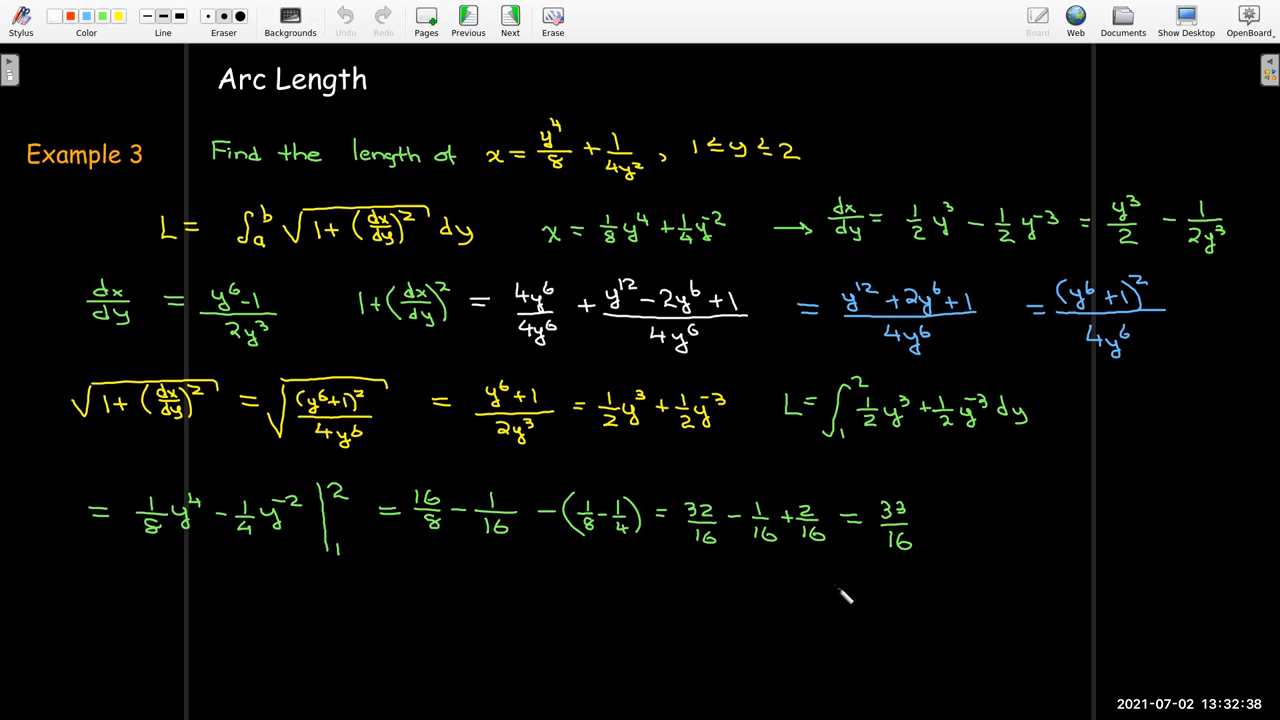 Stylus Color Line Eraser Backgrounds Undo Redo Pages Previous Next Erase Board Web Documents Show Desktop OpenBoard
Arc Length
Example 3 Find the length of x = y⁴/8 + 1/4y², 1 ≤ y ≤ 2
L = ∫ₐᵇ √(1 + (dx/dy)²) dy x = 1/8 y⁴ + 1/4 y⁻² → dx/dy = 1/2 y³ − 1/2 y⁻³ = y³/2 − 1/2y³
dx/dy = (y⁶ − 1)/2y³ 1 + (dx/dy)² = 4y⁶/4y⁶ + (y¹² − 2y⁶ + 1)/4y⁶ = (y¹² + 2y⁶ + 1)/4y⁶ = (y⁶ + 1)²/4y⁶
√(1 + (dx/dy)²) = √((y⁶+1)²/4y⁶) = (y⁶ + 1)/2y³ = 1/2 y³ + 1/2 y⁻³ L = ∫₁² 1/2 y³ + 1/2 y⁻³ dy
= 1/8 y⁴ − 1/4 y⁻² |₁² = 16/8 − 1/16 − (1/8 − 1/4) = 32/16 − 1/16 + 2/16 = 33/16
2021-07-02 13:32:38